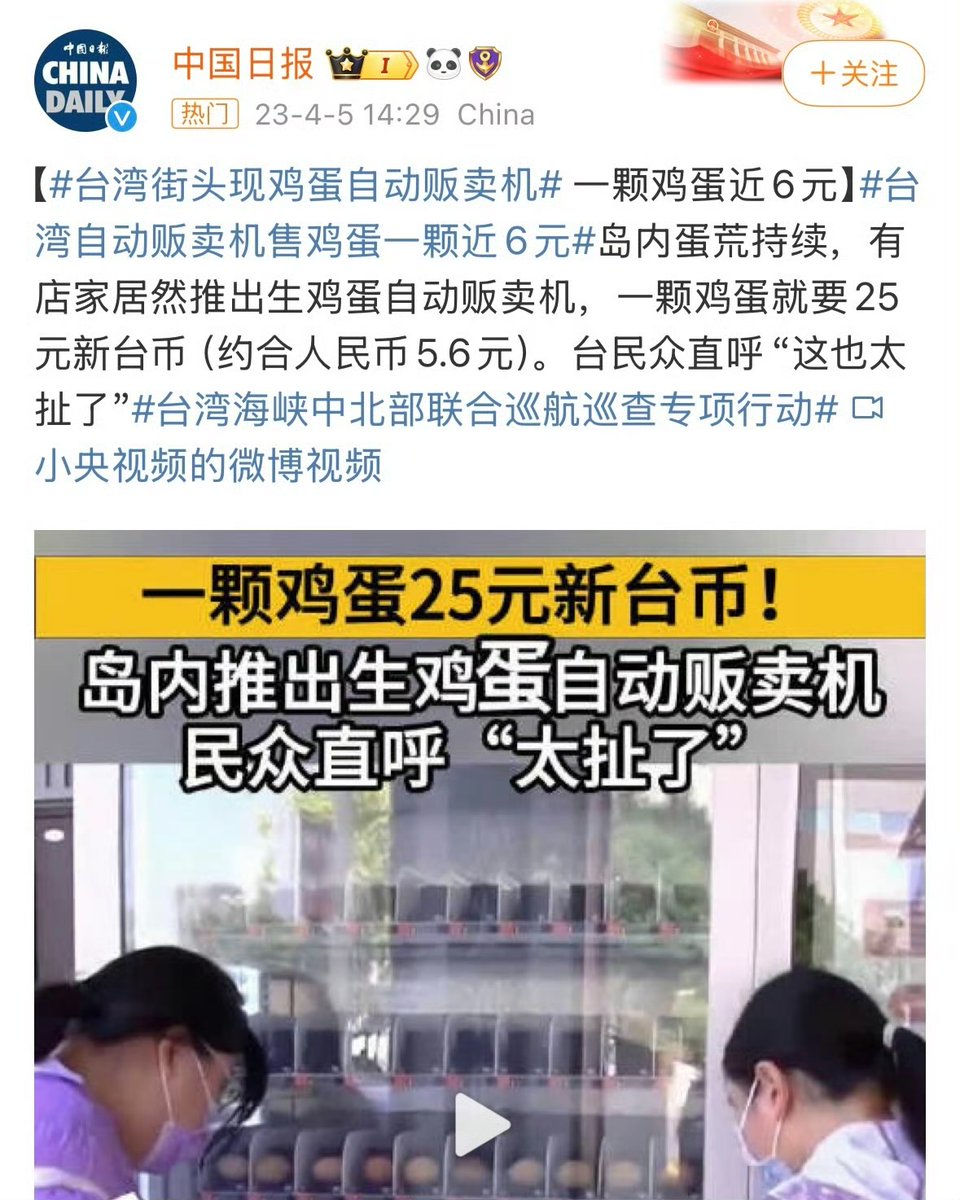 中国日报
CHINA
DAILY
中国日报 I
+关注
热门 23-4-5 14:29 China
【#台湾街头现鸡蛋自动贩卖机# 一颗鸡蛋近6元】#台
湾自动贩卖机售鸡蛋一颗近6元#岛内蛋荒持续，有
店家居然推出生鸡蛋自动贩卖机，一颗鸡蛋就要25
元新台币（约合人民币5.6元）。台民众直呼“这也太
扯了”#台湾海峡中北部联合巡航巡查专项行动#
小央视频的微博视频
一颗鸡蛋25元新台币！
岛内推出生鸡蛋自动贩卖机
民众直呼“太扯了”